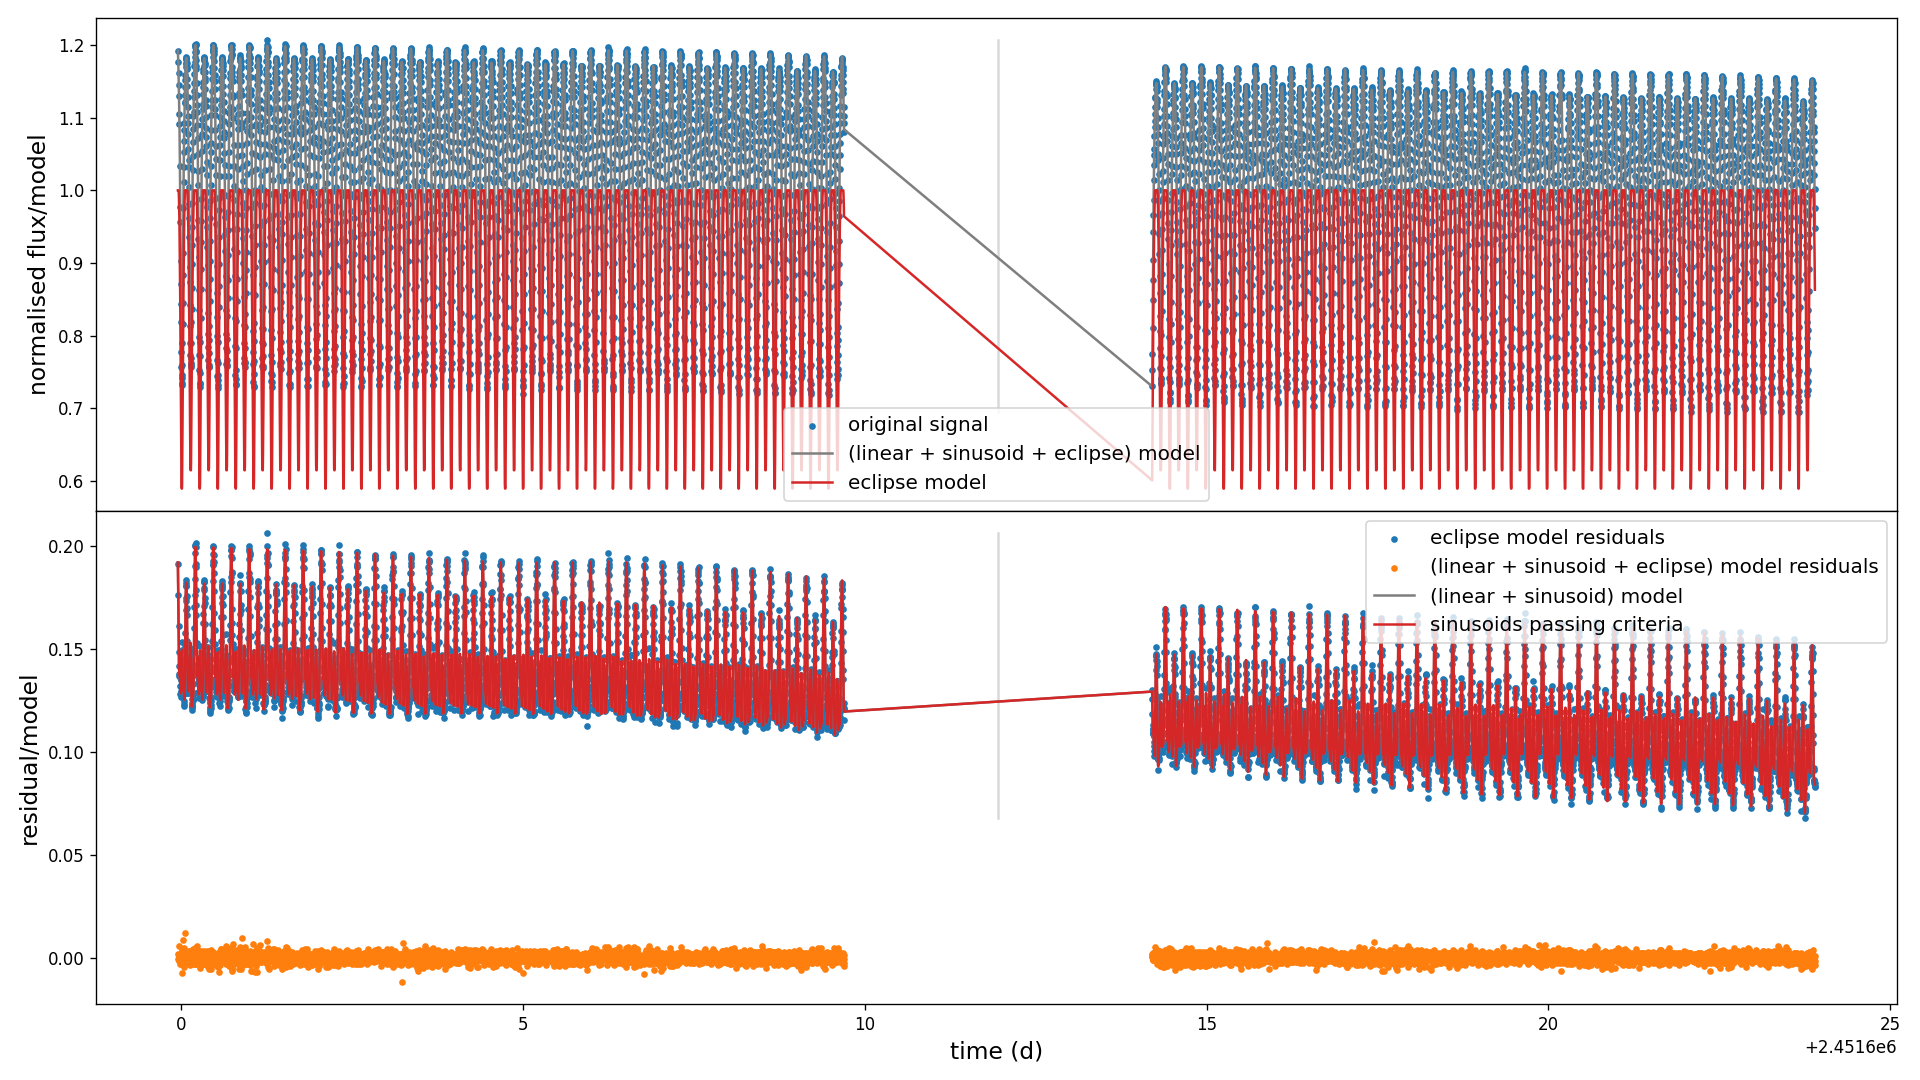 1.2
1.1
1.0
0.9
0.8
0.7
0.6
normalised flux/model
original signal
(linear + sinusoid + eclipse) model
eclipse model
0.20
0.15
0.10
0.05
0.00
residual/model
eclipse model residuals
(linear + sinusoid + eclipse) model residuals
(linear + sinusoid) model
sinusoids passing criteria
0 5 10 15 20 25
time (d)
+2.4516e6